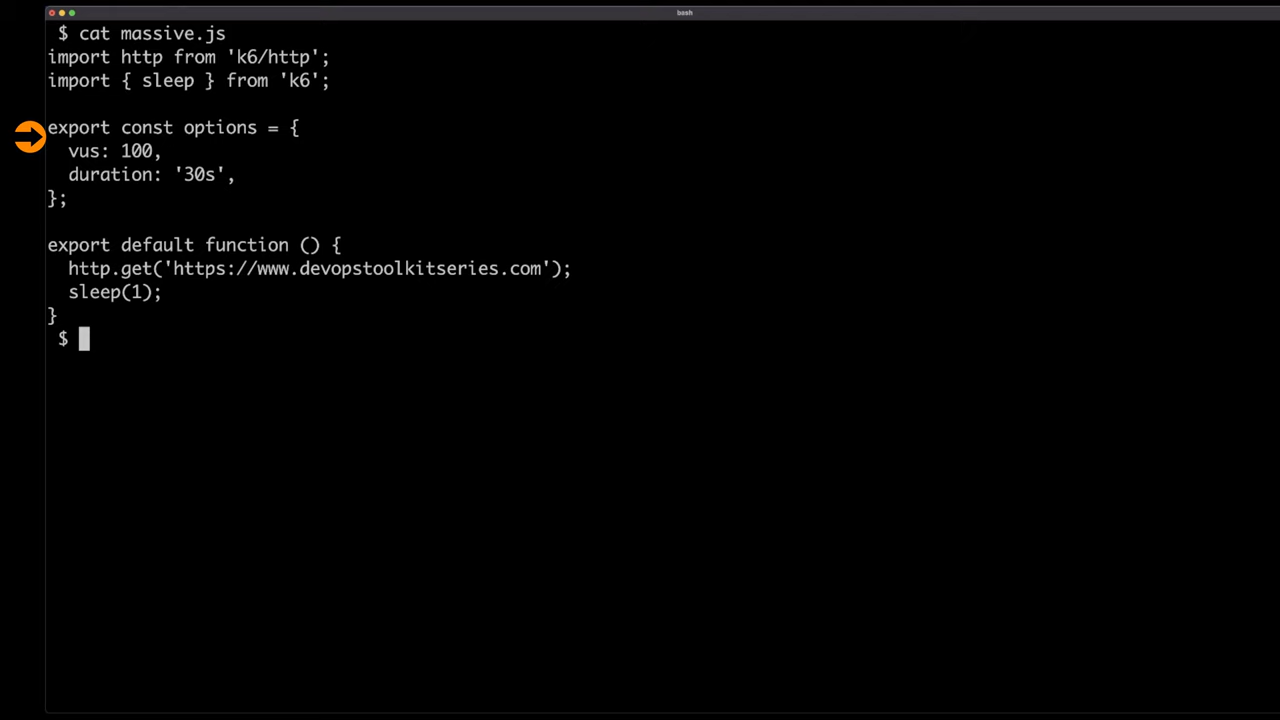 bash
$ cat massive.js
import http from 'k6/http';
import { sleep } from 'k6';
export const options = {
  vus: 100,
  duration: '30s',
};
export default function () {
  http.get('https://www.devopstoolkitseries.com');
  sleep(1);
}
$